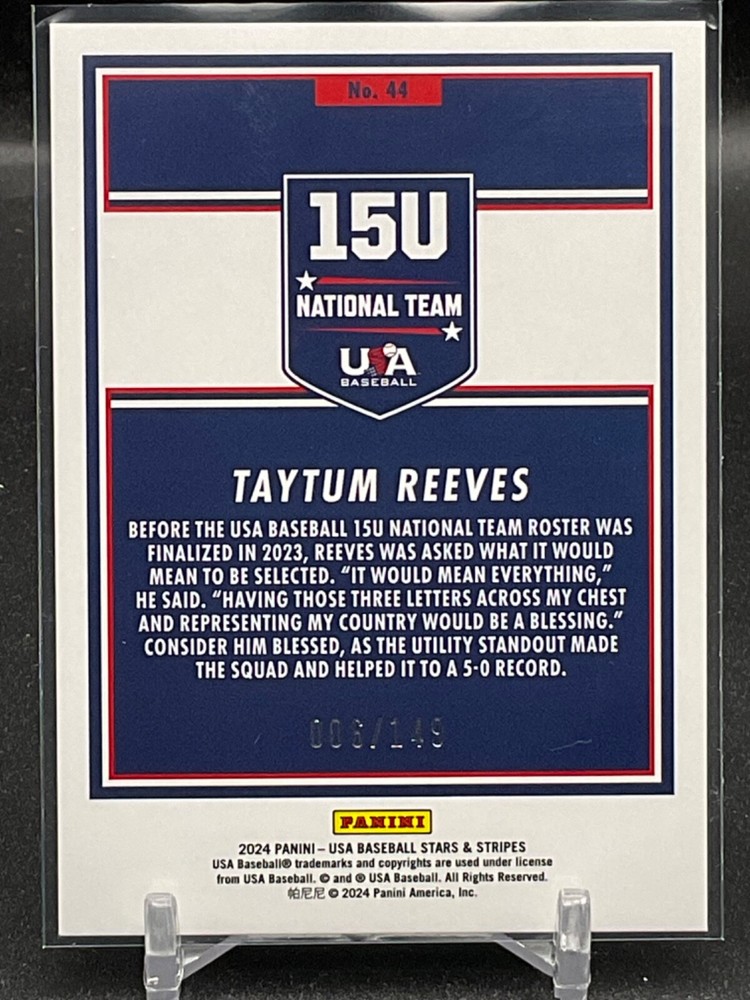 No. 44
15U
NATIONAL TEAM
USA
BASEBALL
TAYTUM REEVES
BEFORE THE USA BASEBALL 15U NATIONAL TEAM ROSTER WAS
FINALIZED IN 2023, REEVES WAS ASKED WHAT IT WOULD
MEAN TO BE SELECTED. “IT WOULD MEAN EVERYTHING,”
HE SAID. “HAVING THOSE THREE LETTERS ACROSS MY CHEST
AND REPRESENTING MY COUNTRY WOULD BE A BLESSING.”
CONSIDER HIM BLESSED, AS THE UTILITY STANDOUT MADE
THE SQUAD AND HELPED IT TO A 5-0 RECORD.
006/149
PANINI
2024 PANINI – USA BASEBALL STARS & STRIPES
USA Baseball® trademarks and copyrights are used under license
from USA Baseball. © and ® USA Baseball. All Rights Reserved.
帕尼尼 © 2024 Panini America, Inc.